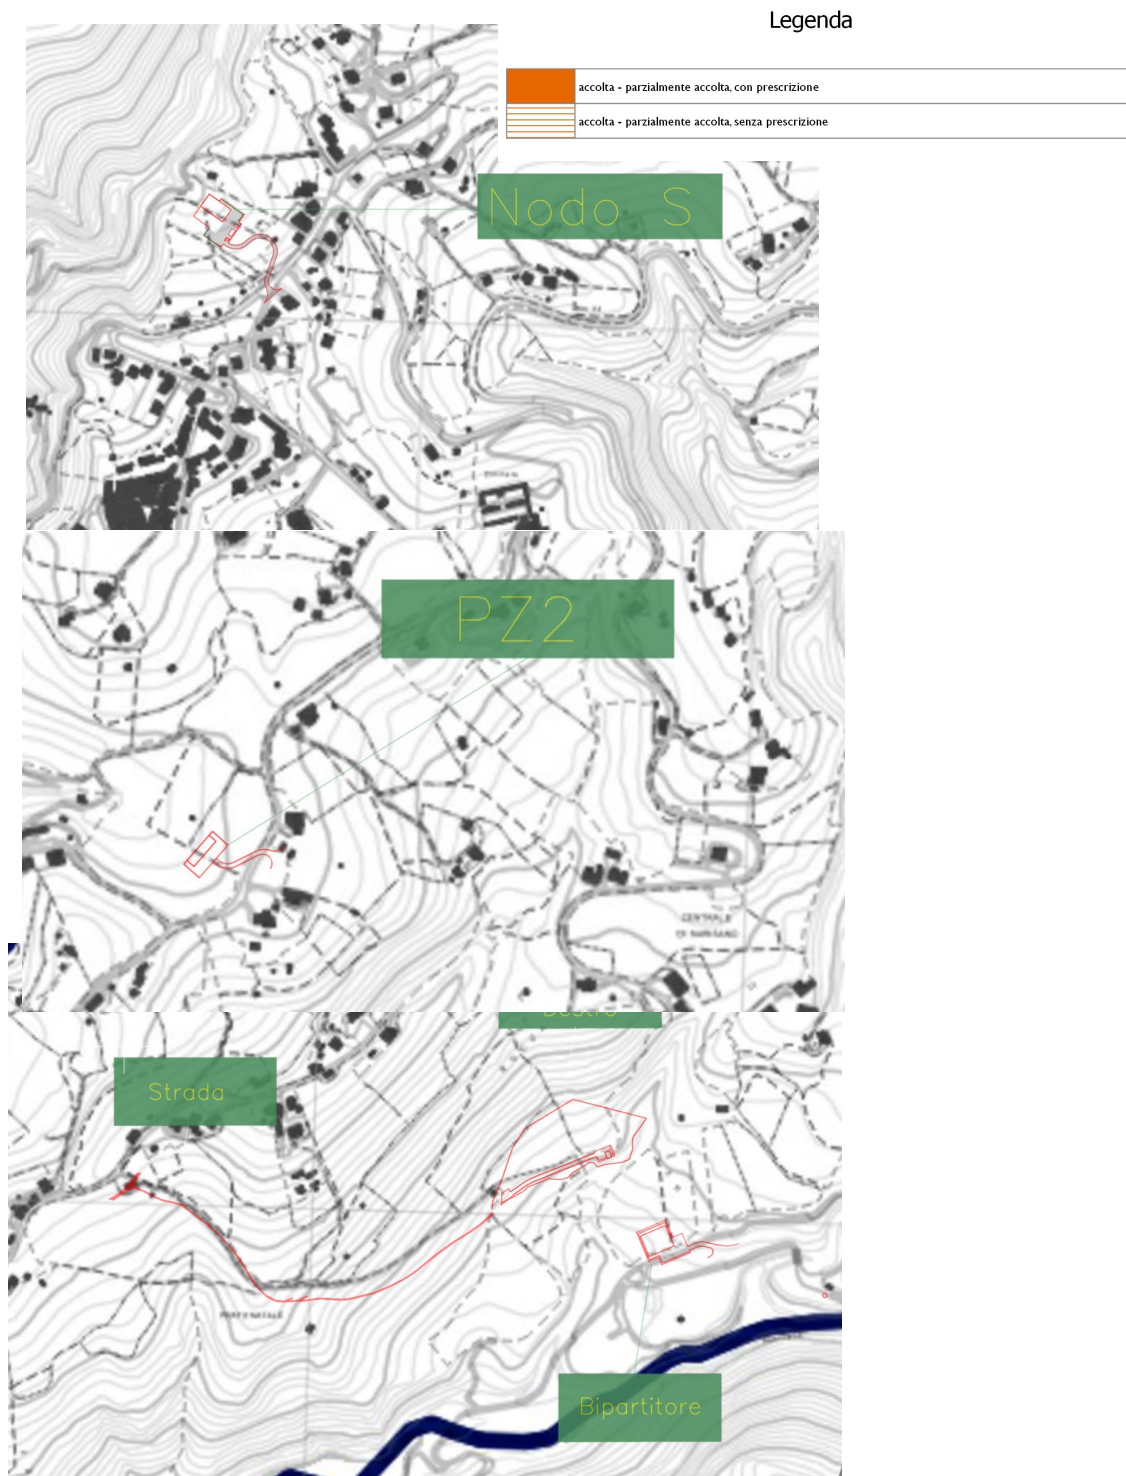 Legenda
accolta - parzialmente accolta, con prescrizione
accolta - parzialmente accolta, senza prescrizione
Nodo S
PZ2
CENTRALE
Strada
Bipartitore